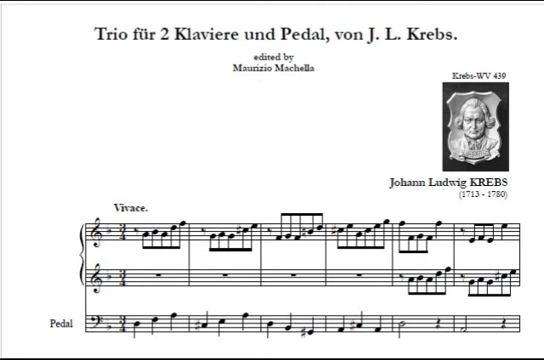 Trio für 2 Klaviere und Pedal, von J. L. Krebs.
edited by
Maurizio Machella
Krebs-WV 439
Johann Ludwig KREBS
(1713 - 1780)
Vivace.
Pedal